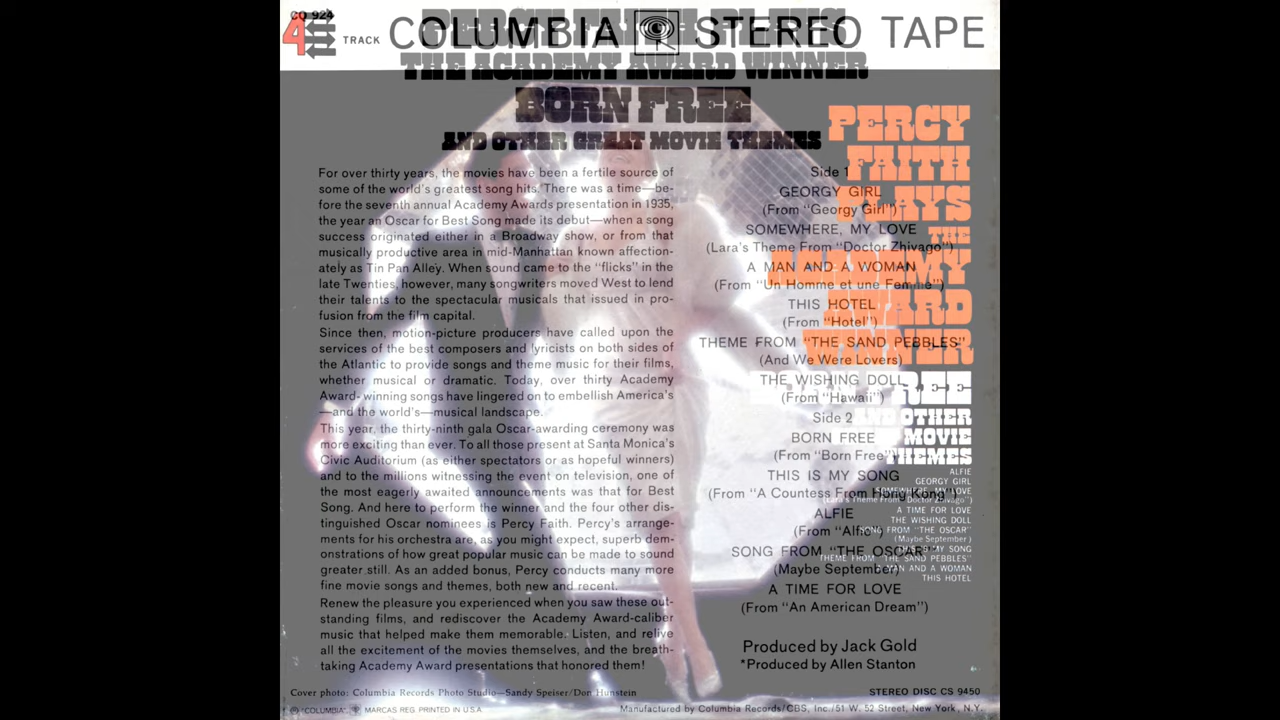 CQ 924
4 TRACK COLUMBIA STEREO TAPE
PERCY FAITH PLAYS
THE ACADEMY AWARD WINNER
BORN FREE
AND OTHER GREAT MOVIE THEMES
For over thirty years, the movies have been a fertile source of
some of the world's greatest song hits. There was a time—be-
fore the seventh annual Academy Awards presentation in 1935,
the year an Oscar for Best Song made its debut—when a song
success originated either in a Broadway show, or from that
musically productive area in mid-Manhattan known affection-
ately as Tin Pan Alley. When sound came to the "flicks" in the
late Twenties, however, many songwriters moved West to lend
their talents to the spectacular musicals that issued in pro-
fusion from the film capital.
Since then, motion-picture producers have called upon the
services of the best composers and lyricists on both sides of
the Atlantic to provide songs and theme music for their films,
whether musical or dramatic. Today, over thirty Academy
Award-winning songs have lingered on to embellish America's
—and the world's—musical landscape.
This year, the thirty-ninth gala Oscar-awarding ceremony was
more exciting than ever. To all those present at Santa Monica's
Civic Auditorium (as either spectators or as hopeful winners)
and to the millions witnessing the event on television, one of
the most eagerly awaited announcements was that for Best
Song. And here to perform the winner and the four other dis-
tinguished Oscar nominees is Percy Faith. Percy's arrange-
ments for his orchestra are, as you might expect, superb dem-
onstrations of how great popular music can be made to sound
greater still. As an added bonus, Percy conducts many more
fine movie songs and themes, both new and recent.
Renew the pleasure you experienced when you saw these out-
standing films, and rediscover the Academy Award-caliber
music that helped make them memorable. Listen, and relive
all the excitement of the movies themselves, and the breath-
taking Academy Award presentations that honored them!
Side 1
GEORGY GIRL
(From "Georgy Girl")
SOMEWHERE, MY LOVE
(Lara's Theme From "Doctor Zhivago")
A MAN AND A WOMAN
(From "Un Homme et une Femme")
THIS HOTEL
(From "Hotel")
THEME FROM "THE SAND PEBBLES"
(And We Were Lovers)
THE WISHING DOLL
(From "Hawaii")
Side 2
BORN FREE
(From "Born Free")
THIS IS MY SONG
(From "A Countess From Hong Kong")
ALFIE
(From "Alfie")
SONG FROM "THE OSCAR"
(Maybe September)
A TIME FOR LOVE
(From "An American Dream")
Produced by Jack Gold
*Produced by Allen Stanton
PERCY
FAITH
PLAYS
THE
ACADEMY
AWARD
WINNER
BORN FREE
AND OTHER
MOVIE
THEMES
ALFIE
GEORGY GIRL
SOMEWHERE, MY LOVE
(Lara's Theme From "Doctor Zhivago")
A TIME FOR LOVE
THE WISHING DOLL
SONG FROM "THE OSCAR"
(Maybe September)
THIS IS MY SONG
THEME FROM "THE SAND PEBBLES"
A MAN AND A WOMAN
THIS HOTEL
Cover photo: Columbia Records Photo Studio—Sandy Speiser/Don Hunstein
STEREO DISC CS 9450
® "COLUMBIA", MARCAS REG. PRINTED IN U.S.A.
Manufactured by Columbia Records/CBS, Inc./51 W. 52 Street, New York, N.Y.